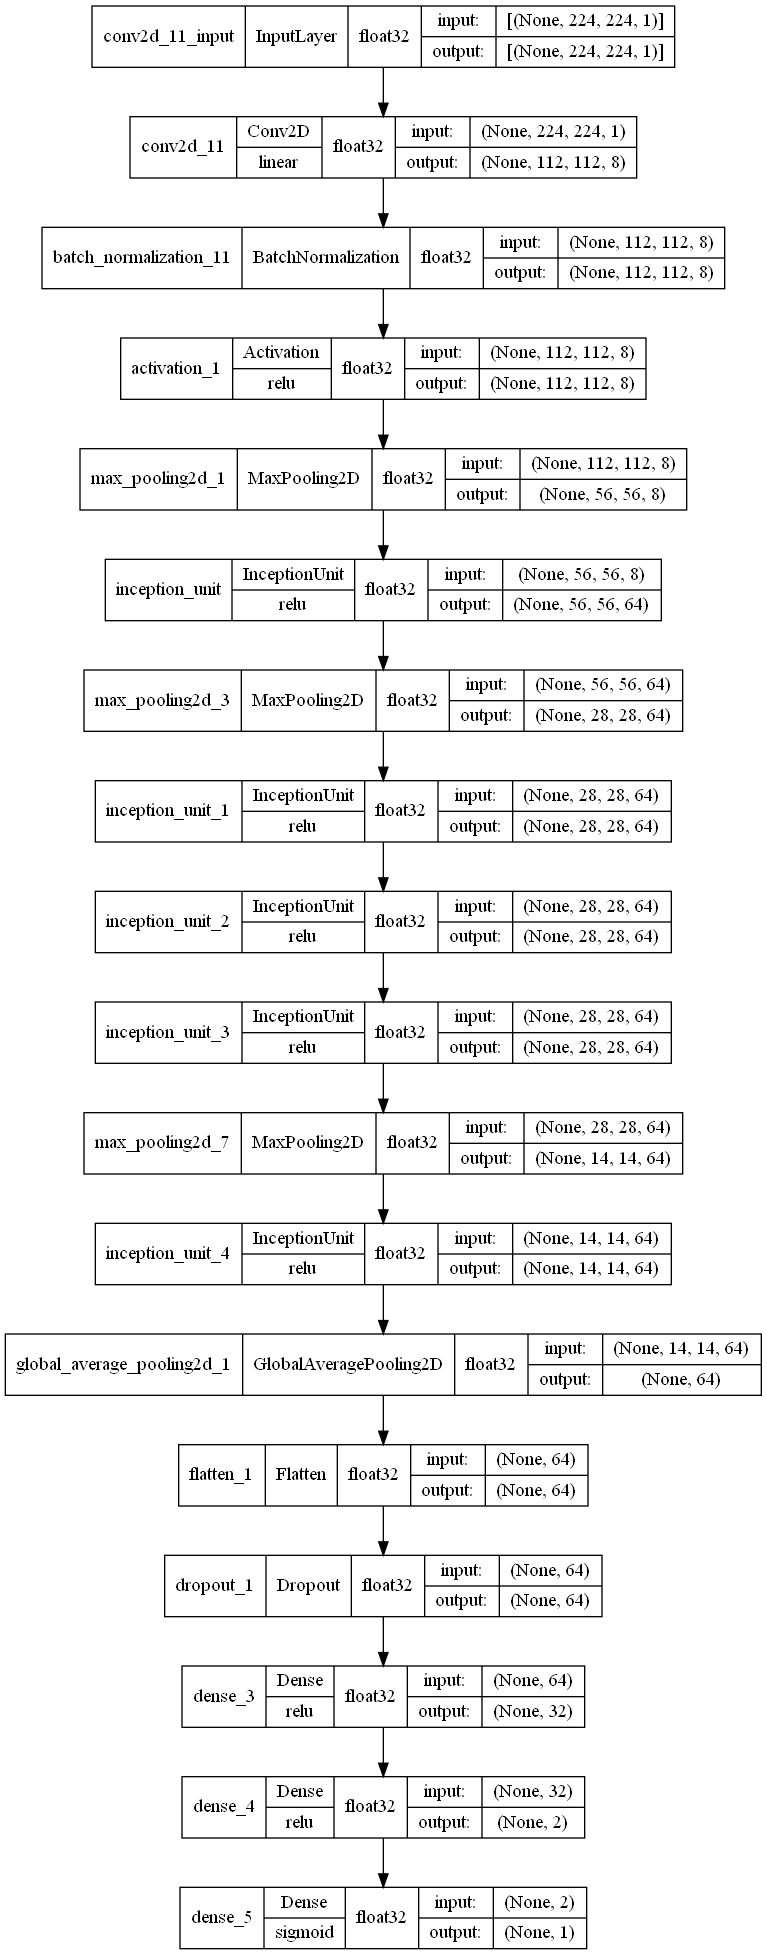 conv2d_11_input InputLayer float32 input: [(None, 224, 224, 1)]
output: [(None, 224, 224, 1)]
conv2d_11 Conv2D linear float32 input: (None, 224, 224, 1)
output: (None, 112, 112, 8)
batch_normalization_11 BatchNormalization float32 input: (None, 112, 112, 8)
output: (None, 112, 112, 8)
activation_1 Activation relu float32 input: (None, 112, 112, 8)
output: (None, 112, 112, 8)
max_pooling2d_1 MaxPooling2D float32 input: (None, 112, 112, 8)
output: (None, 56, 56, 8)
inception_unit InceptionUnit relu float32 input: (None, 56, 56, 8)
output: (None, 56, 56, 64)
max_pooling2d_3 MaxPooling2D float32 input: (None, 56, 56, 64)
output: (None, 28, 28, 64)
inception_unit_1 InceptionUnit relu float32 input: (None, 28, 28, 64)
output: (None, 28, 28, 64)
inception_unit_2 InceptionUnit relu float32 input: (None, 28, 28, 64)
output: (None, 28, 28, 64)
inception_unit_3 InceptionUnit relu float32 input: (None, 28, 28, 64)
output: (None, 28, 28, 64)
max_pooling2d_7 MaxPooling2D float32 input: (None, 28, 28, 64)
output: (None, 14, 14, 64)
inception_unit_4 InceptionUnit relu float32 input: (None, 14, 14, 64)
output: (None, 14, 14, 64)
global_average_pooling2d_1 GlobalAveragePooling2D float32 input: (None, 14, 14, 64)
output: (None, 64)
flatten_1 Flatten float32 input: (None, 64)
output: (None, 64)
dropout_1 Dropout float32 input: (None, 64)
output: (None, 64)
dense_3 Dense relu float32 input: (None, 64)
output: (None, 32)
dense_4 Dense relu float32 input: (None, 32)
output: (None, 2)
dense_5 Dense sigmoid float32 input: (None, 2)
output: (None, 1)